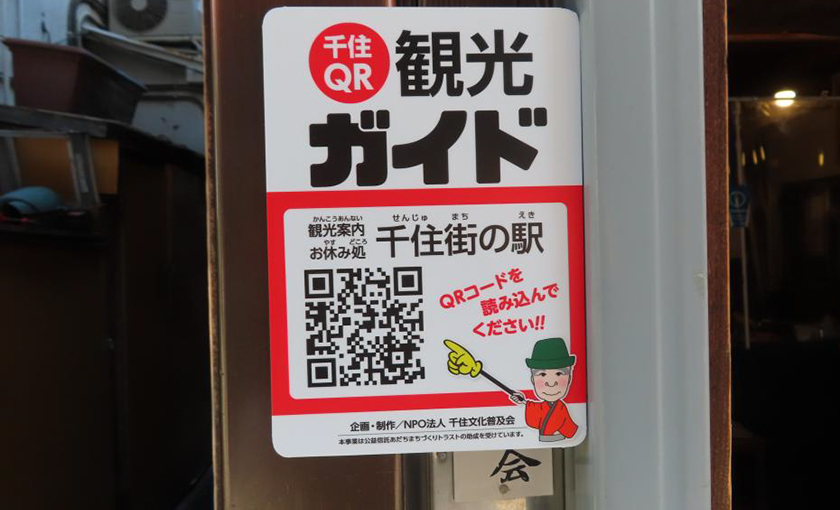 千住
QR
観光
ガイド
かんこうあんない
観光案内
やす どころ
お休み処
せんじゅ まち えき
千住街の駅
QRコードを
読み込んで
ください!!
企画・制作/NPO法人 千住文化普及会
本事業は公益信託あだちまちづくりトラストの助成を受けています。
会